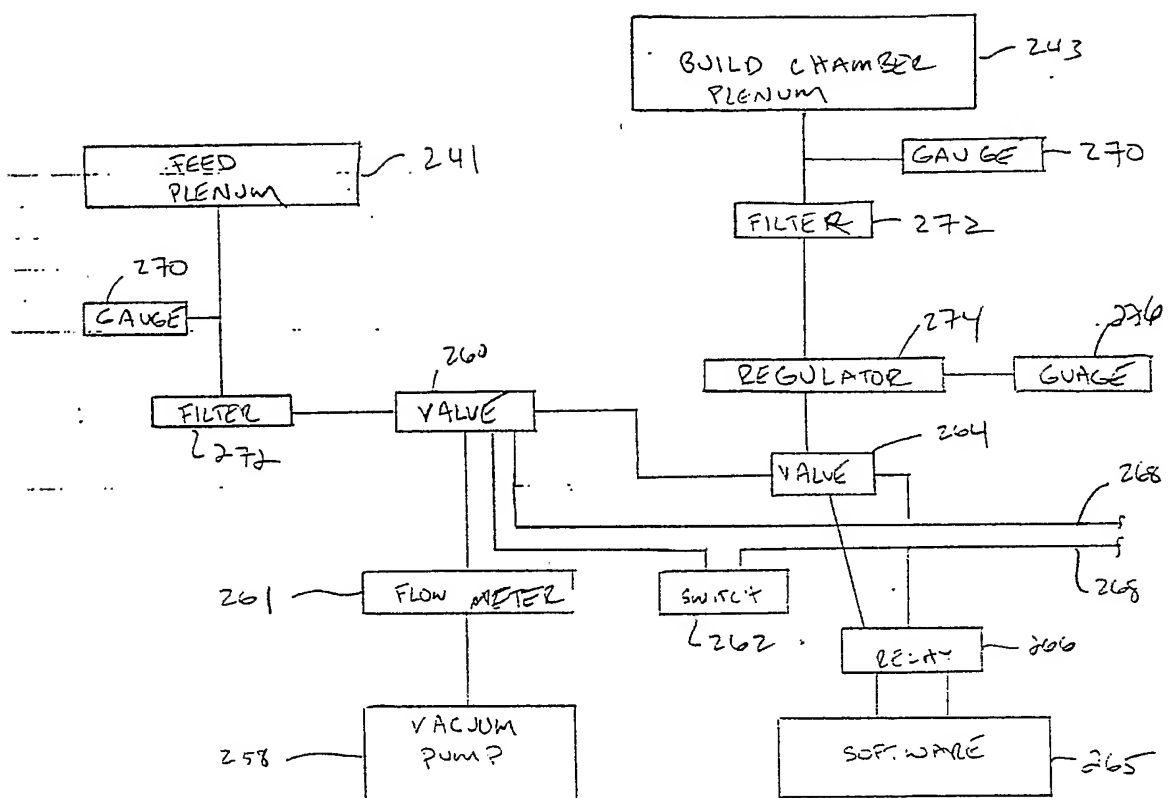 BUILD CHAMBER
PLENUM
243
FEED
PLENUM
241
GAUGE
270
FILTER
272
270
GAUGE
260
274
276
REGULATOR
GUAGE
FILTER
272
VALVE
264
VALVE
268
268
261
FLOW METER
SWITCH
262
RELAY
266
258
VACUUM
PUMP
SOFTWARE
265